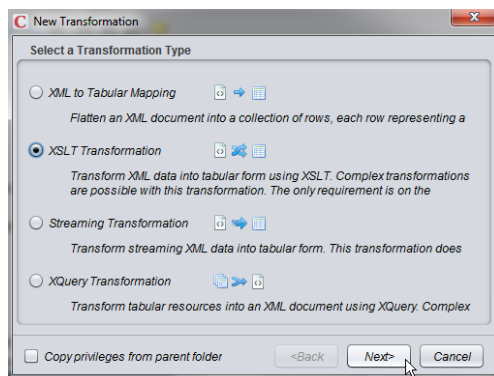 C New Transformation
Select a Transformation Type
XML to Tabular Mapping
Flatten an XML document into a collection of rows, each row representing a
XSLT Transformation
Transform XML data into tabular form using XSLT. Complex transformations
are possible with this transformation. The only requirement is on the
Streaming Transformation
Transform streaming XML data into tabular form. This transformation does
XQuery Transformation
Transform tabular resources into an XML document using XQuery. Complex
Copy privileges from parent folder <Back Next> Cancel